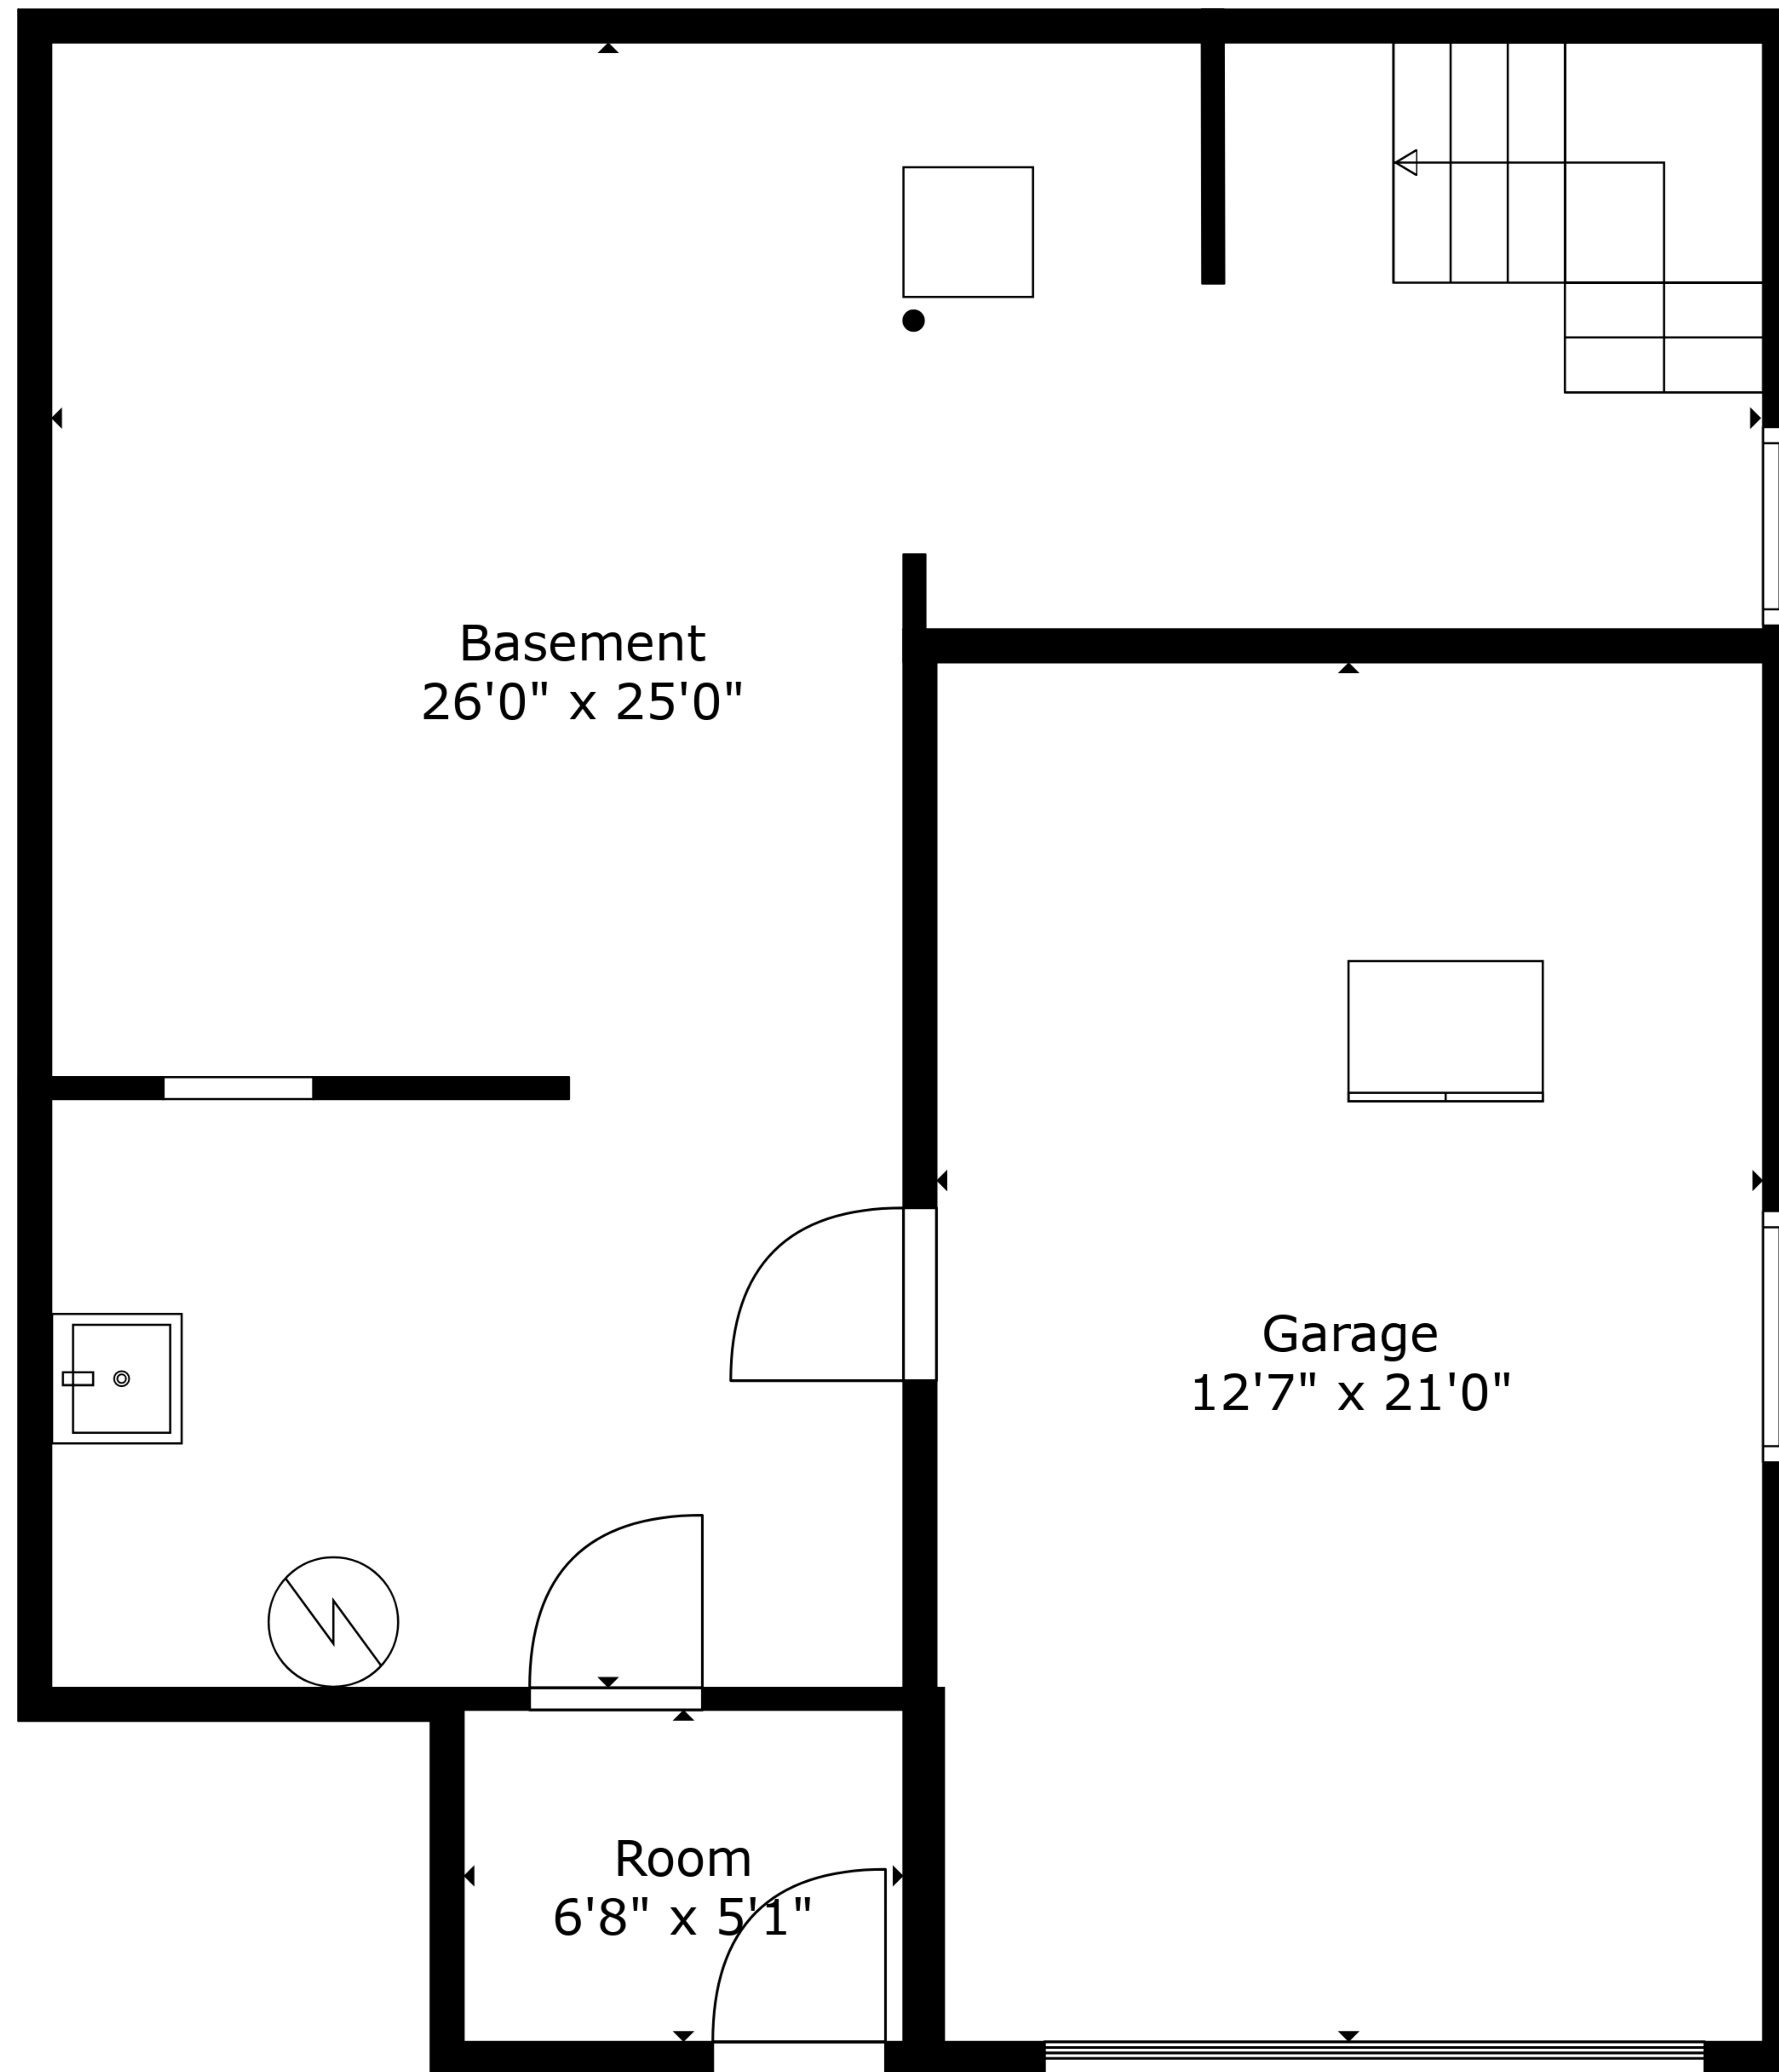 Basement
26'0" x 25'0"
Garage
12'7" x 21'0"
Room
6'8" x 5'1"